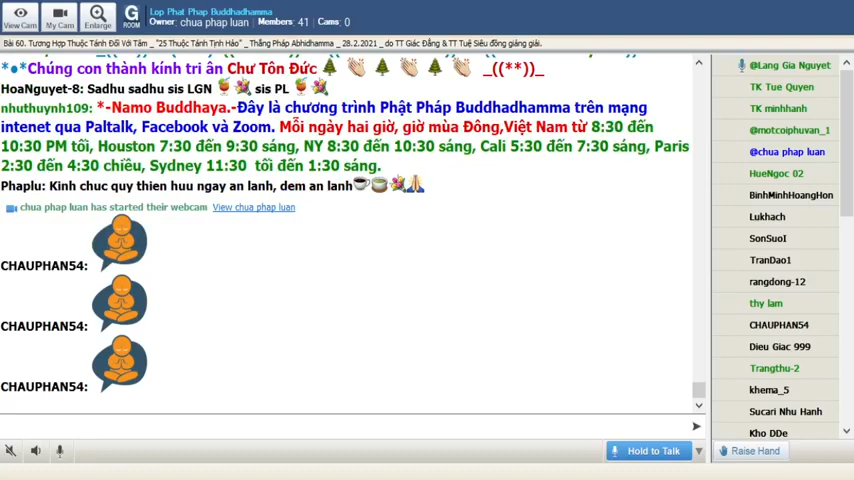 Lop Phat Phap Buddhadhamma
Owner: chua phap luan Members: 41 Cams: 0
View Cam
My Cam
Enlarge
G
ROOM
Bài 60. Tương Hợp Thuộc Tánh Đối Với Tâm _ "25 Thuộc Tánh Tịnh Hảo" _ Thắng Pháp Abhidhamma _ 28.2.2021 _ do TT Giác Đẳng & TT Tuệ Siêu đồng giảng giải.
*●*Chúng con thành kính tri ân Chư Tôn Đức _((**))_
HoaNguyet-8: Sadhu sadhu sis LGN sis PL
nhuthuynh109: *-Namo Buddhaya.-Đây là chương trình Phật Pháp Buddhadhamma trên mạng
intenet qua Paltalk, Facebook và Zoom. Mỗi ngày hai giờ, giờ mùa Đông,Việt Nam từ 8:30 đến
10:30 PM tối, Houston 7:30 đến 9:30 sáng, NY 8:30 đến 10:30 sáng, Cali 5:30 đến 7:30 sáng, Paris
2:30 đến 4:30 chiều, Sydney 11:30 tối đến 1:30 sáng.
Phaplu: Kinh chuc quy thien huu ngay an lanh, dem an lanh
chua phap luan has started their webcam View chua phap luan
CHAUPHAN54:
CHAUPHAN54:
CHAUPHAN54:
Hold to Talk
@Lang Gia Nguyet
TK Tue Quyen
TK minhhanh
@motcoiphuvan_1
@chua phap luan
HueNgoc 02
BinhMinhHoangHon
Lukhach
SonSuoI
TranDao1
rangdong-12
thy lam
CHAUPHAN54
Dieu Giac 999
Trangthu-2
khema_5
Sucari Nhu Hanh
Kho DDe
Raise Hand